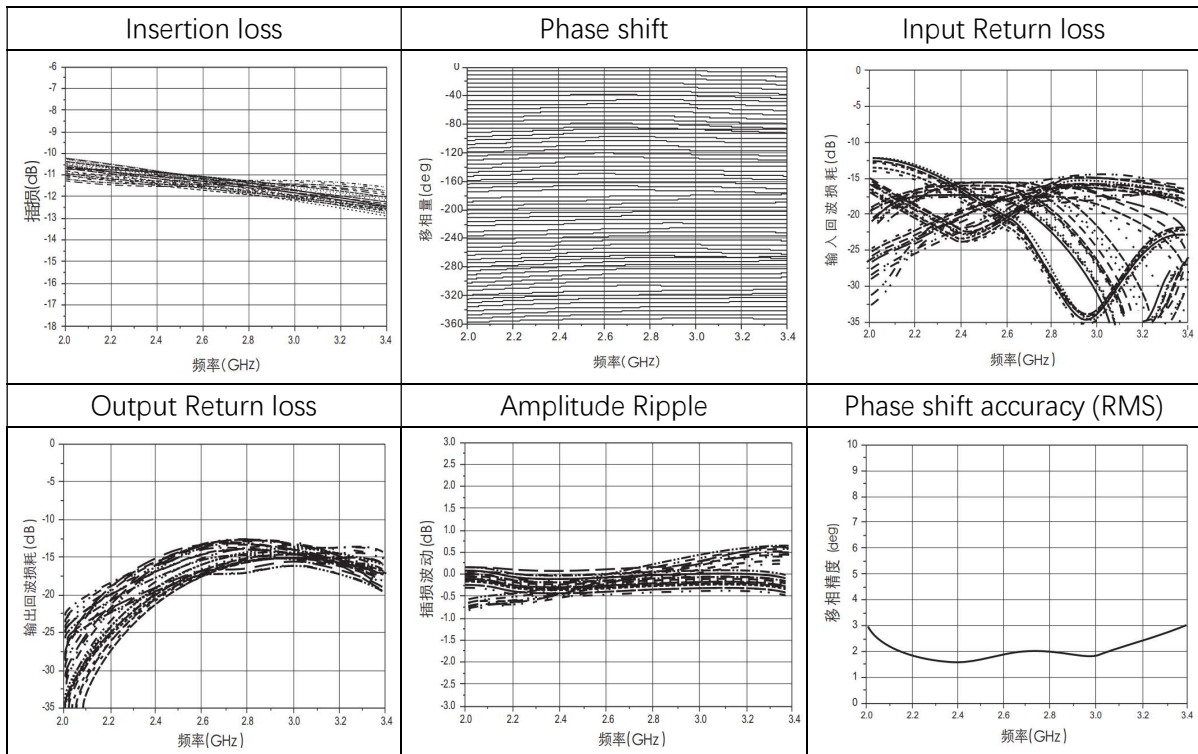 Insertion loss
Phase shift
Input Return loss
-6
-7
-8
-9
-10
-11
-12
-13
-14
-15
-16
-17
-18
插损(dB)
2.0 2.2 2.4 2.6 2.8 3.0 3.2 3.4
频率(GHz)
0
-40
-80
-120
-160
-200
-240
-280
-320
-360
移相量(deg)
2.0 2.2 2.4 2.6 2.8 3.0 3.2 3.4
频率(GHz)
0
-5
-10
-15
-20
-25
-30
-35
输入回波损耗(dB)
2.0 2.2 2.4 2.6 2.8 3.0 3.2 3.4
频率(GHz)
Output Return loss
Amplitude Ripple
Phase shift accuracy (RMS)
0
-5
-10
-15
-20
-25
-30
-35
输出回波损耗(dB)
2.0 2.2 2.4 2.6 2.8 3.0 3.2 3.4
频率(GHz)
3.0
2.5
2.0
1.5
1.0
0.5
0.0
-0.5
-1.0
-1.5
-2.0
-2.5
-3.0
插损波动(dB)
2.0 2.2 2.4 2.6 2.8 3.0 3.2 3.4
频率(GHz)
10
9
8
7
6
5
4
3
2
1
0
移相精度(deg)
2.0 2.2 2.4 2.6 2.8 3.0 3.2 3.4
频率(GHz)